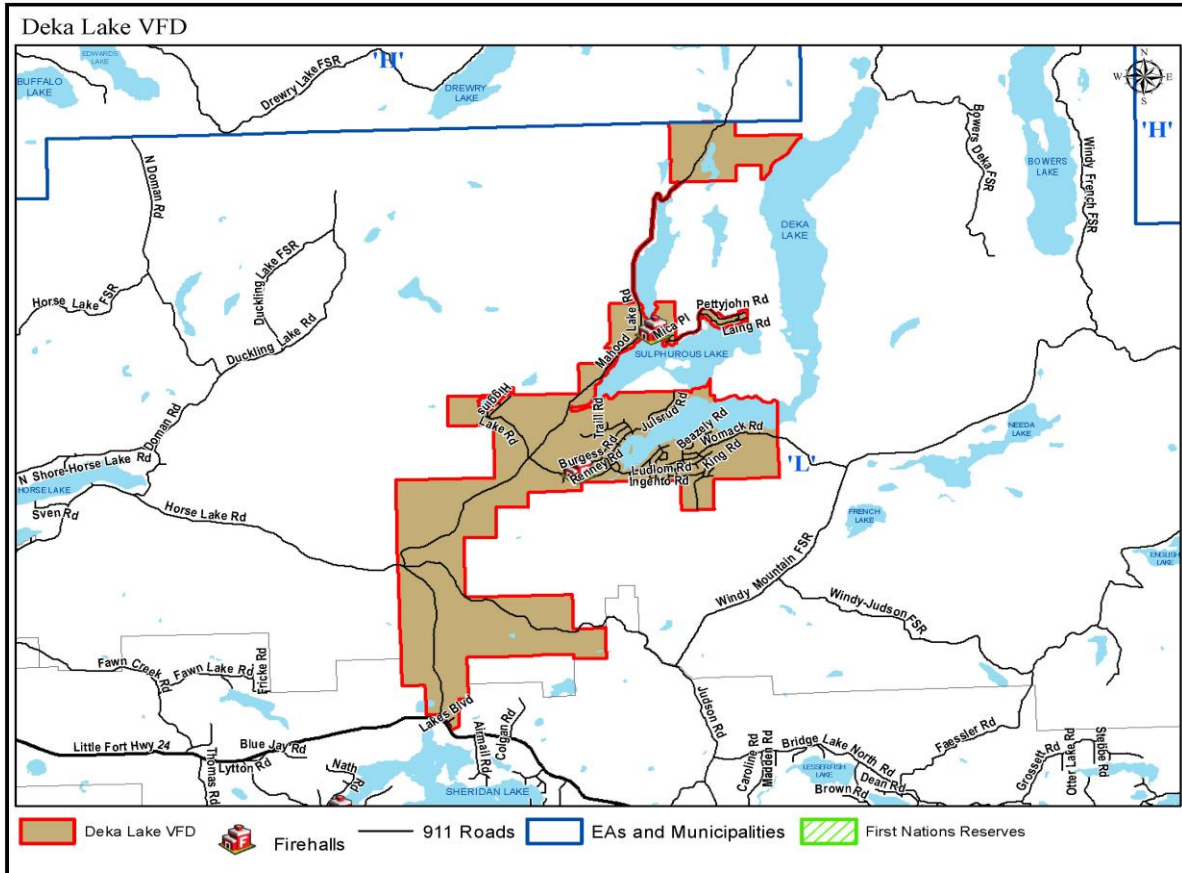 Deka Lake VFD
EDWARDS
LAKE
BUFFALO
LAKE
Drewry Lake FSR
'H'
DREWRY
LAKE
N
W
E
S
'H'
N Doman Rd
Bowers Deka FSR
BOWERS
LAKE
Windy French FSR
DEKA
LAKE
Duckling Lake FSR
Duckling Lake FSR
Horse Lake FSR
Duckling Lake Rd
Mahood Lake Rd
Pettyjohn Rd
Mica Pl
Laing Rd
SULPHUROUS LAKE
Higgins
Lake Rd
Traill Rd
Julsrud Rd
Beazely Rd
Womack Rd
Burgess Rd
Renney Rd
King Rd
Ludlom Rd
Ingento Rd
'L'
NEEDA
LAKE
Doman Rd
N Shore-Horse Lake Rd
HORSE LAKE
Sven Rd
Horse Lake Rd
FRENCH
LAKE
ENGLISH
LAKE
Windy Mountain FSR
Windy-Judson FSR
Fawn Creek Rd
Fawn Lake Rd
Fricke Rd
Judson Rd
Lakes Blvd
Little Fort Hwy 24
Blue Jay Rd
Lytton Rd
Thomas Rd
Nath Rd
Airmail Rd
Colgan Rd
SHERIDAN LAKE
Caroline Rd
Madden Rd
Bridge Lake North Rd
LESSERFISH
LAKE
Dean Rd
Brown Rd
Faessler Rd
Grossett Rd
Otter Lake Rd
Stebbe Rd
Deka Lake VFD
F
Firehalls
911 Roads
EAs and Municipalities
First Nations Reserves